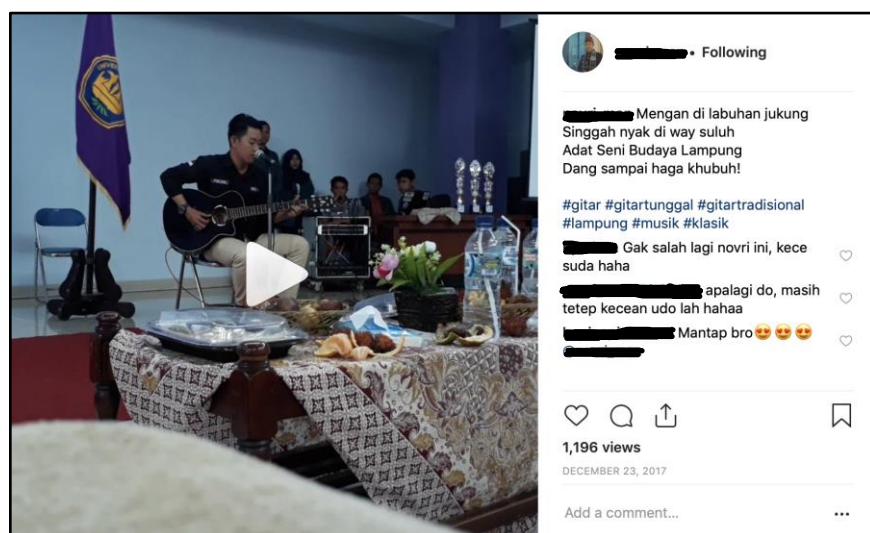 • Following
Mengan di labuhan jukung
Singgah nyak di way suluh
Adat Seni Budaya Lampung
Dang sampai haga khubuh!
#gitar #gitartunggal #gitartradisional
#lampung #musik #klasik
Gak salah lagi novri ini, kece
suda haha
apalagi do, masih
tetep kecean udo lah hahaa
Mantap bro😍😍😍
1,196 views
DECEMBER 23, 2017
Add a comment...